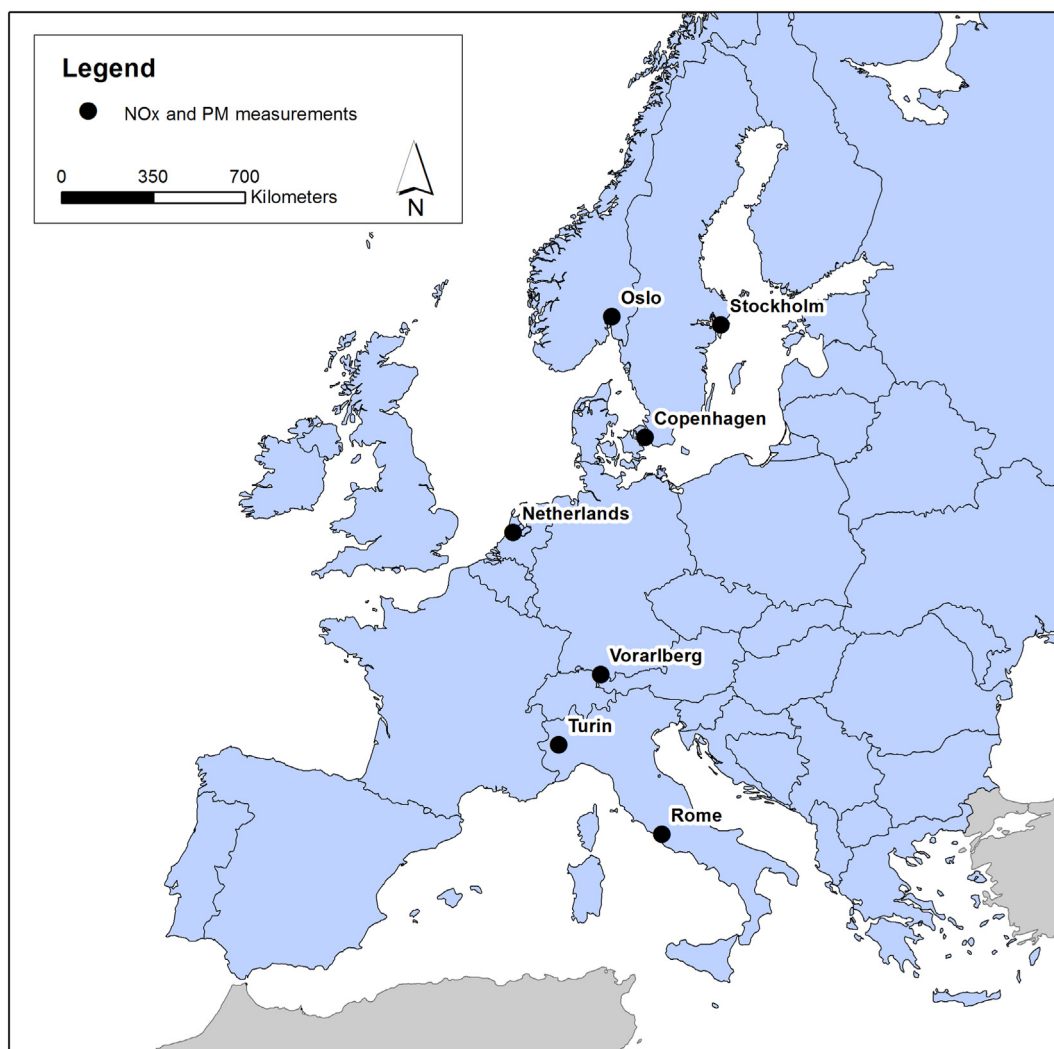 Legend
NOx and PM measurements
0 350 700
Kilometers
N
Oslo
Stockholm
Copenhagen
Netherlands
Vorarlberg
Turin
Rome